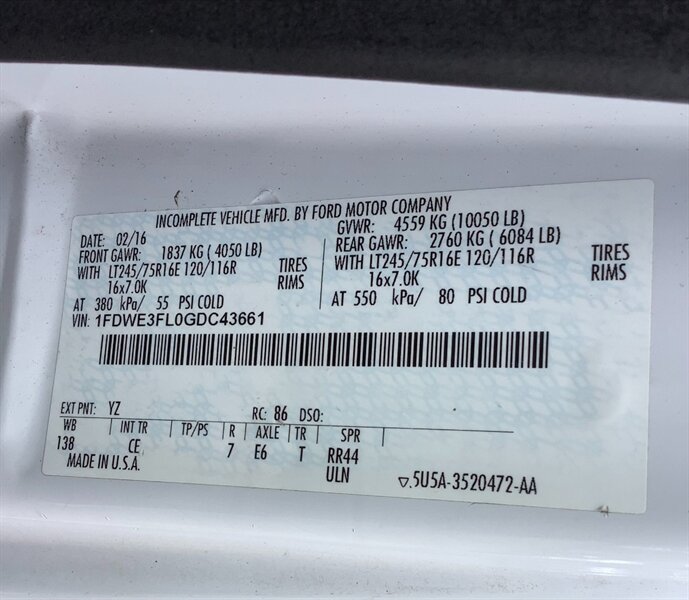 INCOMPLETE VEHICLE MFD. BY FORD MOTOR COMPANY
DATE: 02/16
GVWR: 4559 KG (10050 LB)
FRONT GAWR: 1837 KG ( 4050 LB)
REAR GAWR: 2760 KG ( 6084 LB)
WITH LT245/75R16E 120/116R TIRES
WITH LT245/75R16E 120/116R TIRES
16x7.0K RIMS
16x7.0K RIMS
AT 380 kPa/ 55 PSI COLD
AT 550 kPa/ 80 PSI COLD
VIN: 1FDWE3FL0GDC43661
EXT PNT: YZ RC: 86 DSO:
WB INT TR TP/PS R AXLE TR SPR
138 CE 7 E6 T RR44
MADE IN U.S.A. ULN
▽.5U5A-3520472-AA